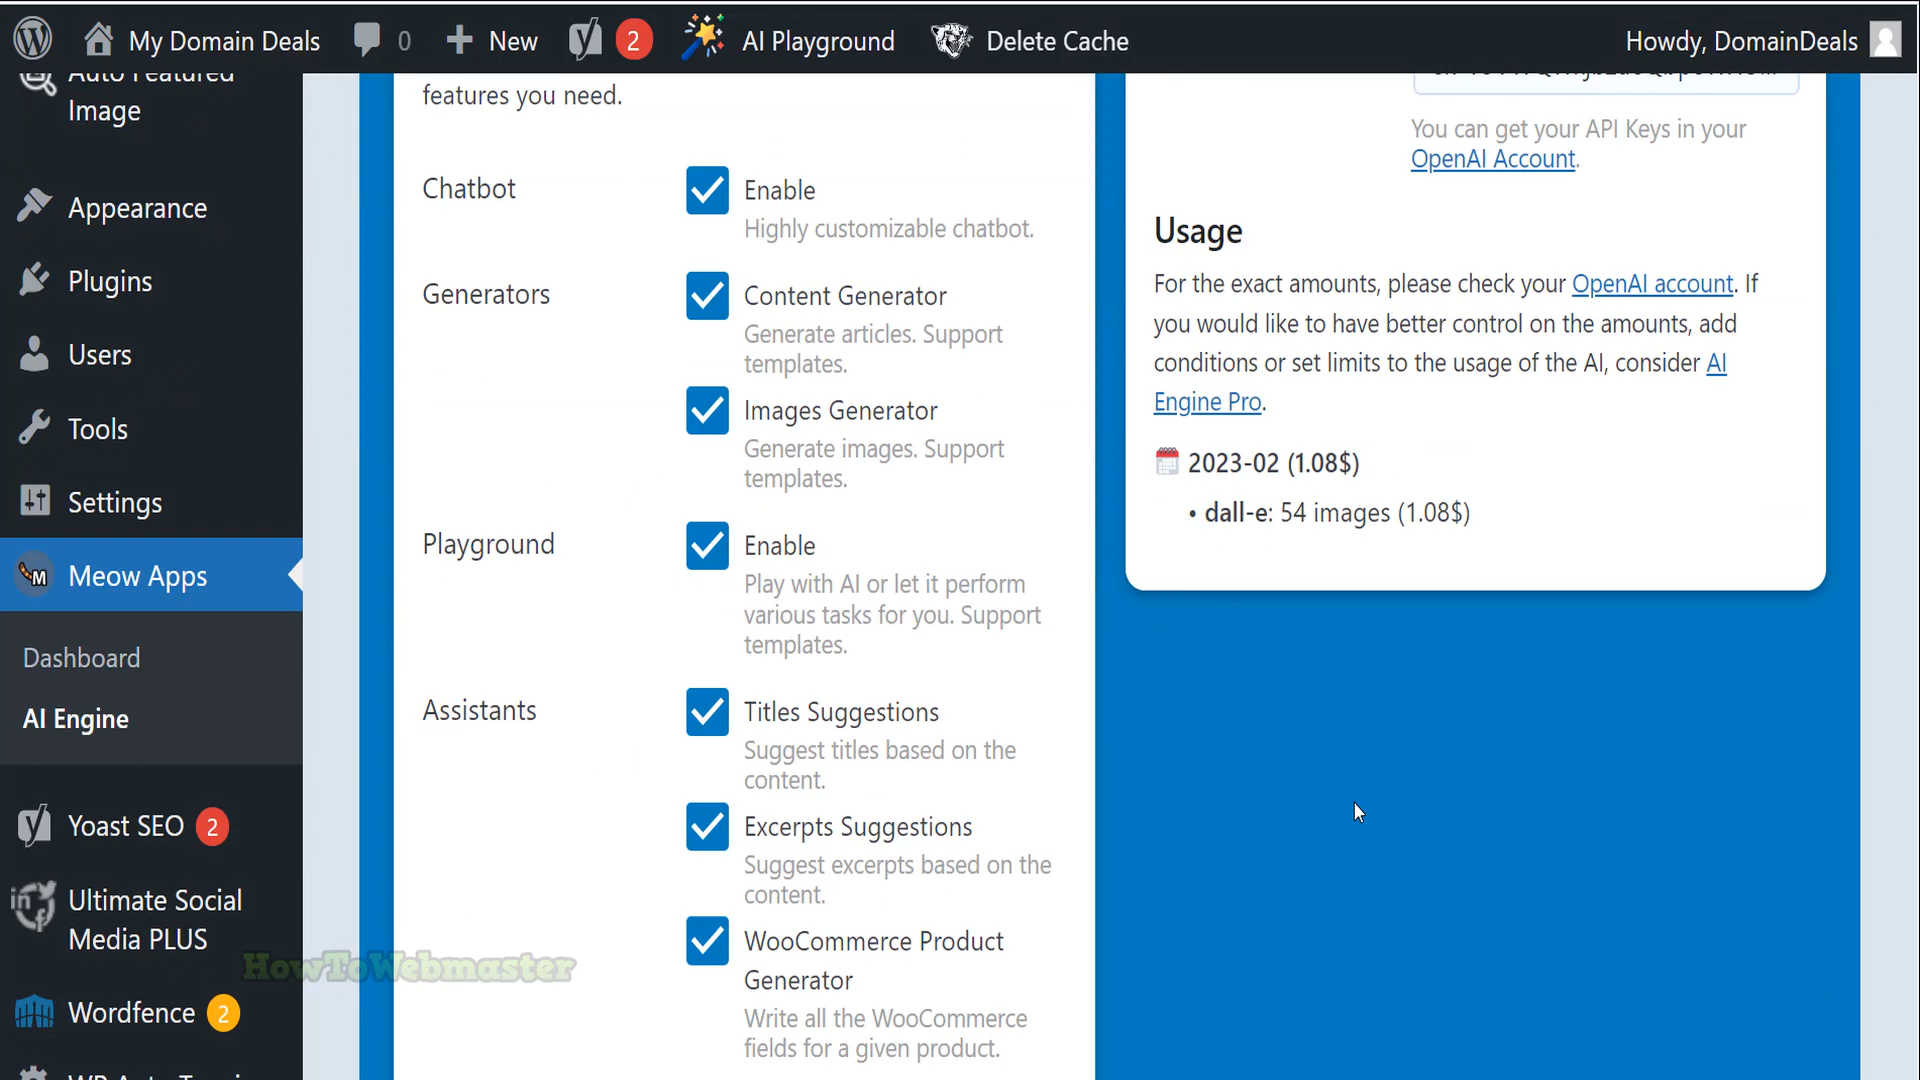 My Domain Deals
0
New
2
AI Playground
Delete Cache
Howdy, DomainDeals
Auto Featured
Image
Appearance
Plugins
Users
Tools
Settings
Meow Apps
Dashboard
AI Engine
Yoast SEO 2
Ultimate Social
Media PLUS
Wordfence 2
features you need.
Chatbot
Enable
Highly customizable chatbot.
Generators
Content Generator
Generate articles. Support
templates.
Images Generator
Generate images. Support
templates.
Playground
Enable
Play with AI or let it perform
various tasks for you. Support
templates.
Assistants
Titles Suggestions
Suggest titles based on the
content.
Excerpts Suggestions
Suggest excerpts based on the
content.
WooCommerce Product
Generator
Write all the WooCommerce
fields for a given product.
You can get your API Keys in your
OpenAI Account.
Usage
For the exact amounts, please check your OpenAI account. If
you would like to have better control on the amounts, add
conditions or set limits to the usage of the AI, consider AI
Engine Pro.
2023-02 (1.08$)
• dall-e: 54 images (1.08$)
HowToWebmaster